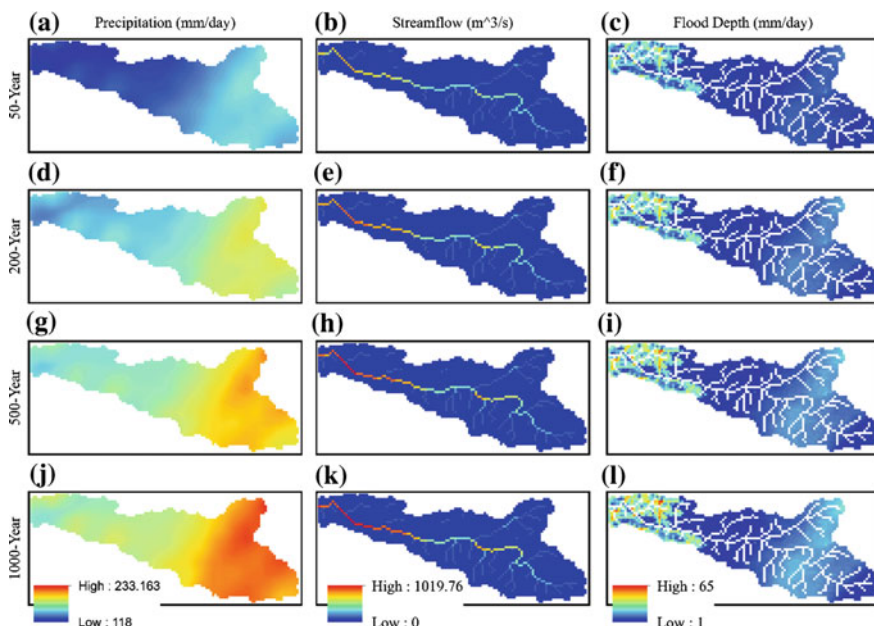 Precipitation (mm/day) Streamflow (m^3/s) Flood Depth (mm/day)
(a) (b) (c)
50-Year
(d) (e) (f)
200-Year
(g) (h) (i)
500-Year
(j) (k) (l)
1000-Year
High : 233.163 High : 1019.76 High : 65
Low : 118 Low : 0 Low : 1